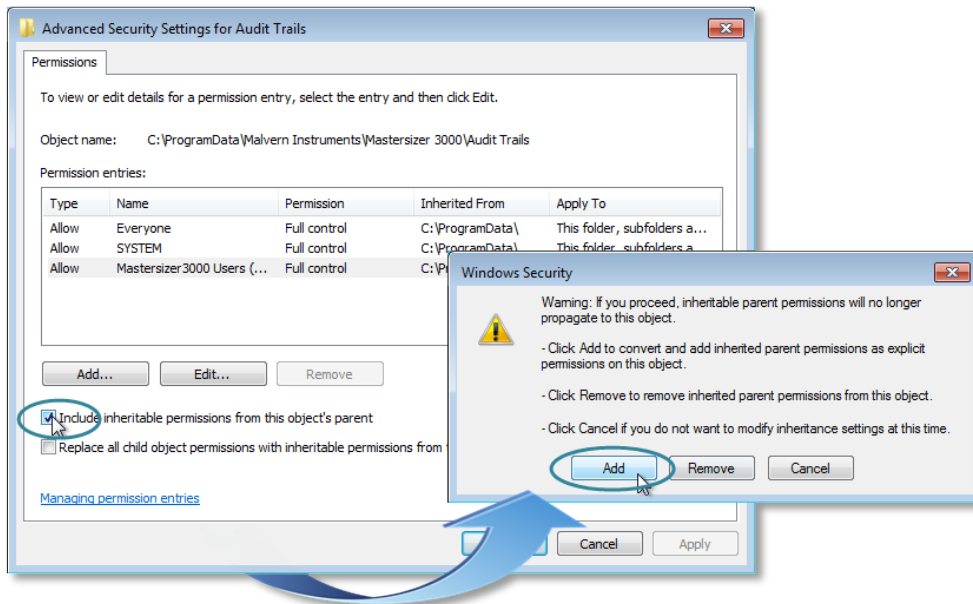 Advanced Security Settings for Audit Trails
Permissions
To view or edit details for a permission entry, select the entry and then click Edit.
Object name: C:\ProgramData\Malvern Instruments\Mastersizer 3000\Audit Trails
Permission entries:
Type Name Permission Inherited From Apply To
Allow Everyone Full control C:\ProgramData\ This folder, subfolders a...
Allow SYSTEM Full control C:\ProgramData\ This folder, subfolders a
Allow Mastersizer3000 Users (... Full control
Add... Edit... Remove
Include inheritable permissions from this object's parent
Replace all child object permissions with inheritable permissions from
Managing permission entries
Cancel Apply
Windows Security
Warning: If you proceed, inheritable parent permissions will no longer
propagate to this object.
- Click Add to convert and add inherited parent permissions as explicit
permissions on this object.
- Click Remove to remove inherited parent permissions from this object.
- Click Cancel if you do not want to modify inheritance settings at this time.
Add Remove Cancel